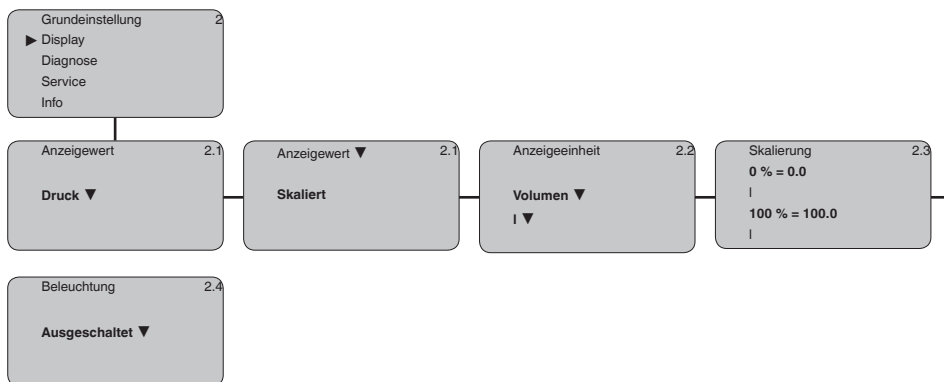 Grundeinstellung 2
▶ Display
Diagnose
Service
Info
Anzeigewert 2.1
Druck ▼
Anzeigewert ▼ 2.1
Skaliert
Anzeigeeinheit 2.2
Volumen ▼
l ▼
Skalierung 2.3
0 % = 0.0
l
100 % = 100.0
l
Beleuchtung 2.4
Ausgeschaltet ▼